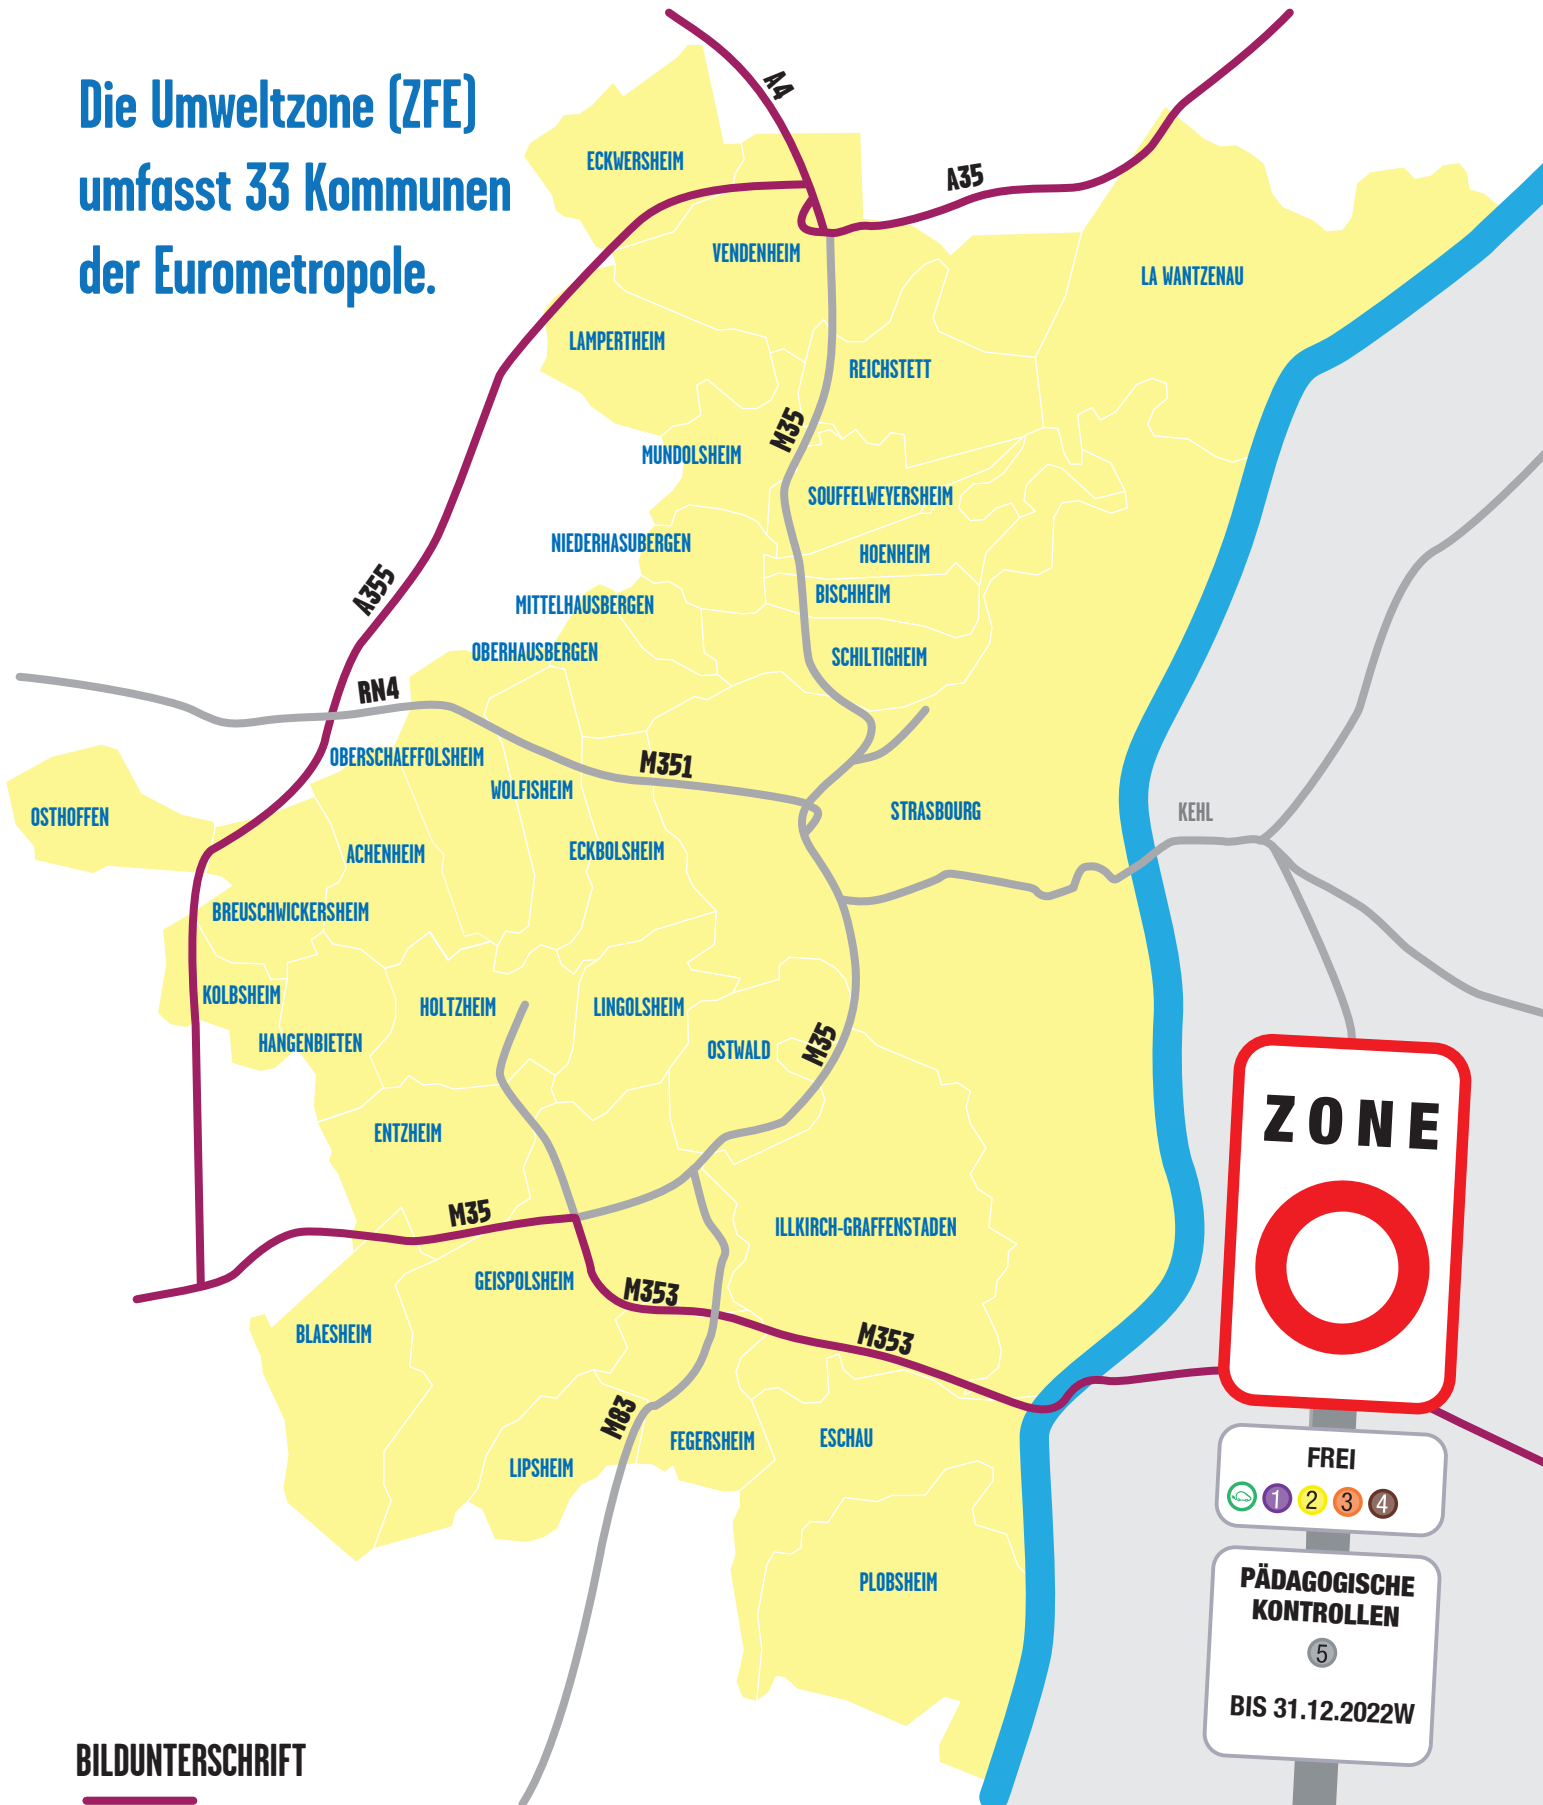 Die Umweltzone (ZFE)
umfasst 33 Kommunen
der Eurometropole.
A4
A35
ECKWERSHEIM
VENDENHEIM
LA WANTZENAU
LAMPERTHEIM
REICHSTETT
M35
MUNDOLSHEIM
SOUFFELWEYERSHEIM
NIEDERHASUBERGEN
HOENHEIM
A355
BISCHHEIM
MITTELHAUSBERGEN
OBERHAUSBERGEN
SCHILTIGHEIM
RN4
OBERSCHAEFFOLSHEIM
M351
WOLFISHEIM
OSTHOFFEN
STRASBOURG
KEHL
ACHENHEIM
ECKBOLSHEIM
BREUSCHWICKERSHEIM
KOLBSHEIM
HOLTZHEIM
LINGOLSHEIM
HANGENBIETEN
OSTWALD
M35
ENTZHEIM
M35
ILLKIRCH-GRAFFENSTADEN
GEISPOLSHEIM
M353
BLAESHEIM
M353
M83
FEGERSHEIM
ESCHAU
LIPSHEIM
PLOBSHEIM
ZONE
FREI
1 2 3 4
PÄDAGOGISCHE
KONTROLLEN
5
BIS 31.12.2022W
BILDUNTERSCHRIFT